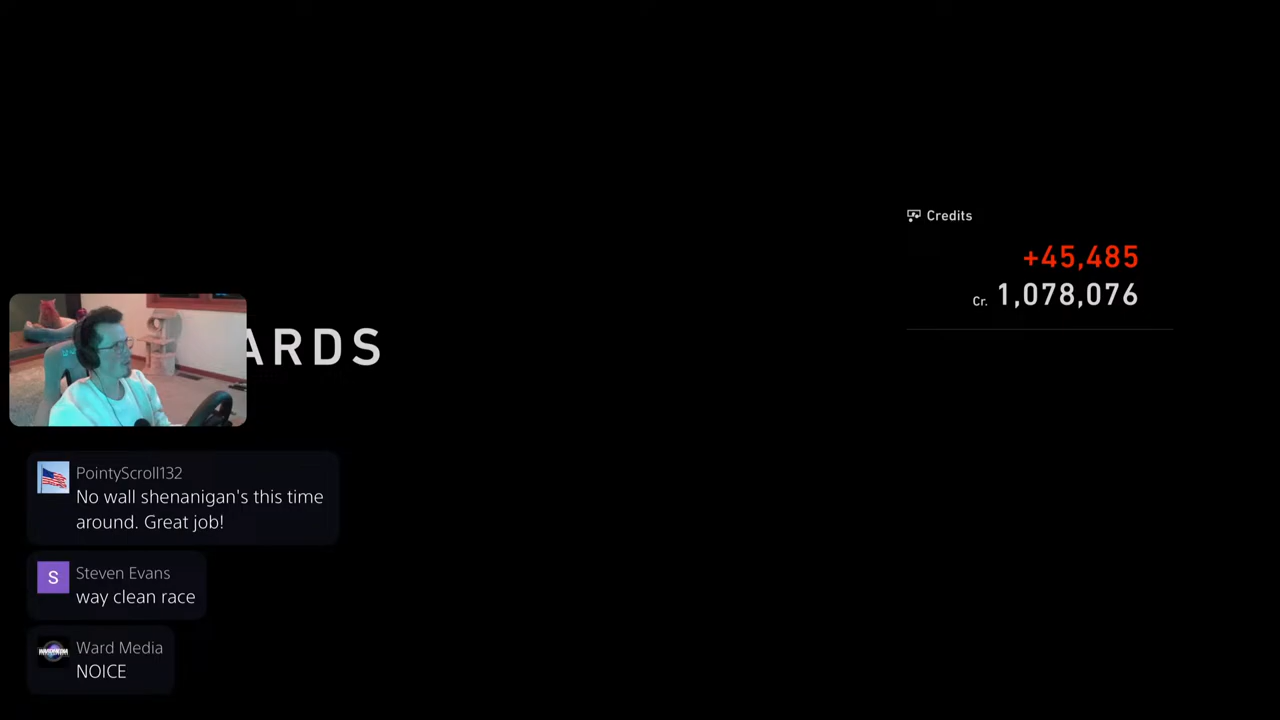 Credits
+45,485
Cr. 1,078,076
ARDS
PointyScroll132
No wall shenanigan's this time
around. Great job!
S
Steven Evans
way clean race
Ward Media
NOICE